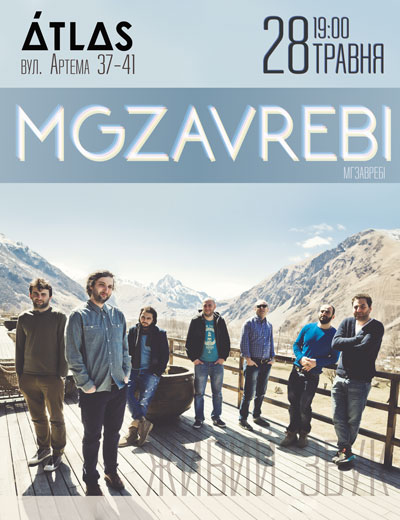 ÁTLAS
вул. Артема 37-41
28 19:00
ТРАВНЯ
MGZAVREBI
МГЗАВРЕБІ
ЖИВИЙ ЗВУК